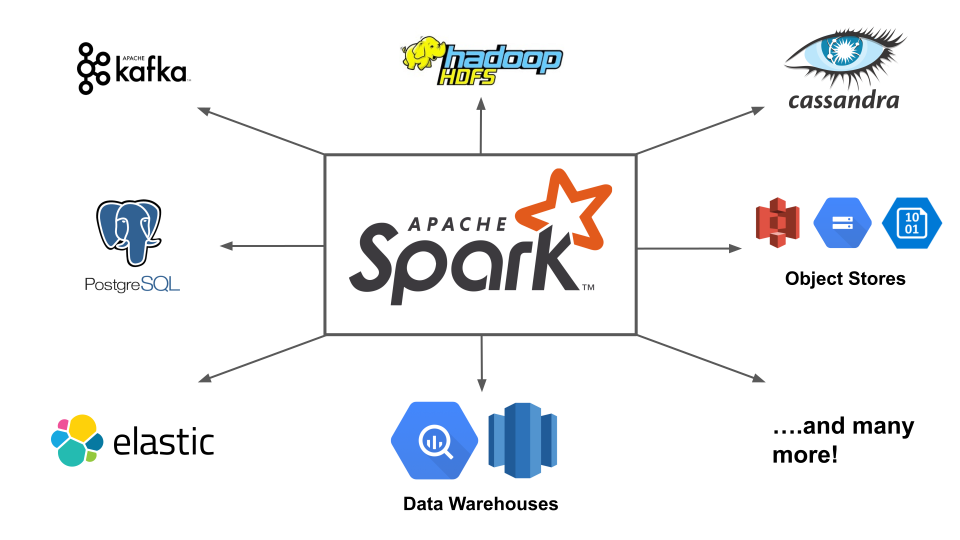 APACHE
kafka
hadoop
HDFS
cassandra
APACHE
Spark™
PostgreSQL
10
01
Object Stores
elastic
Data Warehouses
....and many
more!